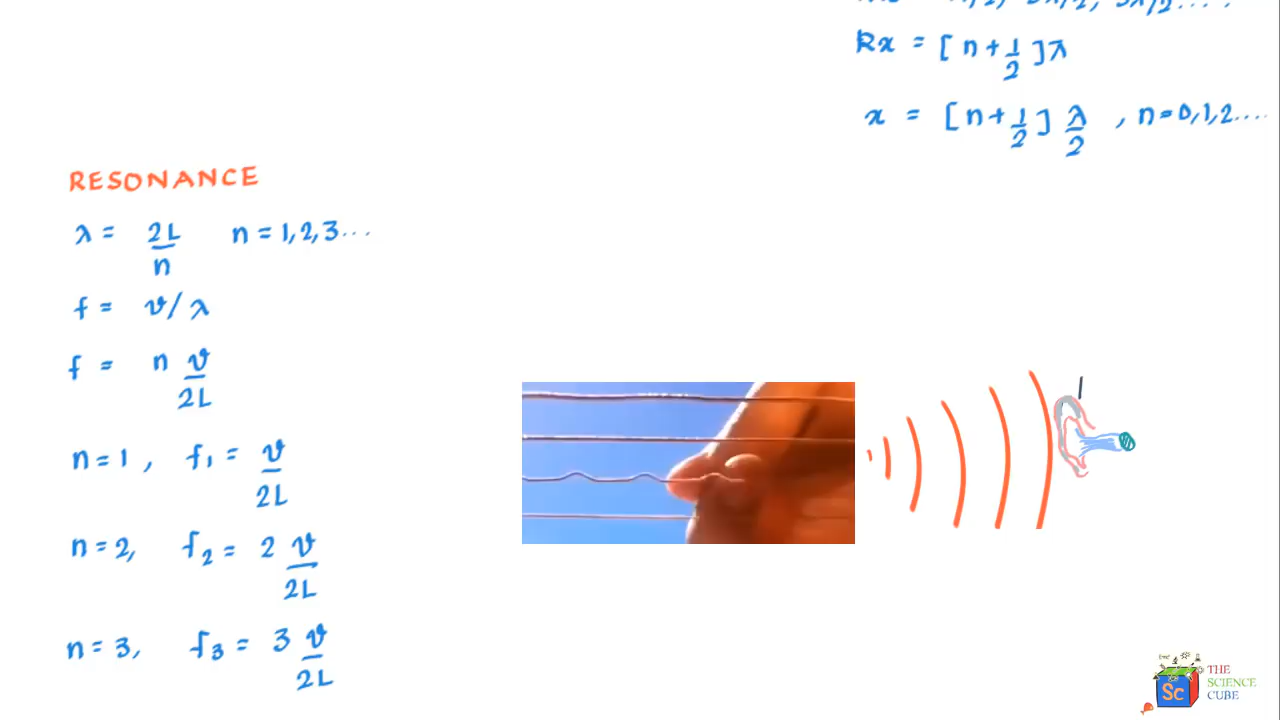 Rx = [ n + 1/2 ] λ
x = [ n + 1/2 ] λ/2 , n = 0, 1, 2 ....
RESONANCE
λ = 2L/n n = 1, 2, 3 ...
f = v / λ
f = n v/2L
n = 1 , f₁ = v/2L
n = 2, f₂ = 2 v/2L
n = 3, f₃ = 3 v/2L
Sc
THE
SCIENCE
CUBE